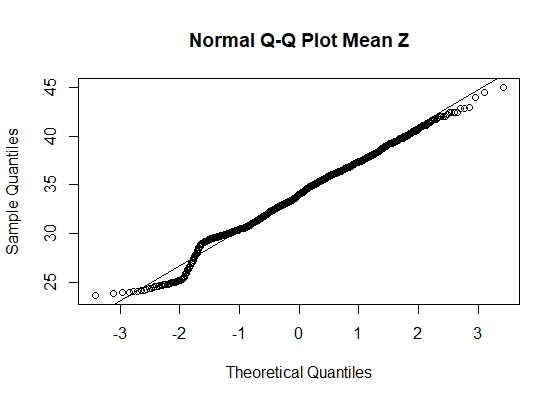 Normal Q-Q Plot Mean Z
45
40
35
30
25
Sample Quantiles
-3 -2 -1 0 1 2 3
Theoretical Quantiles